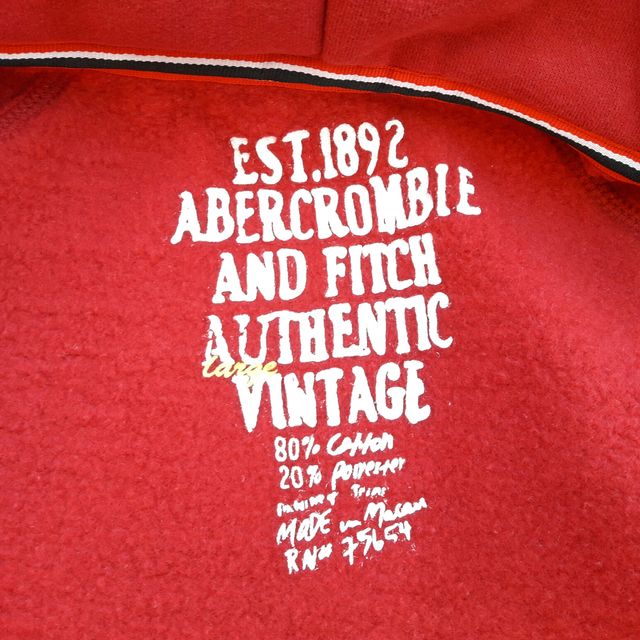 EST.1892
ABERCROMBIE
AND FITCH
AUTHENTIC
large
VINTAGE
80% Cotton
20% Polyester
MADE in Macau
RN# 75654